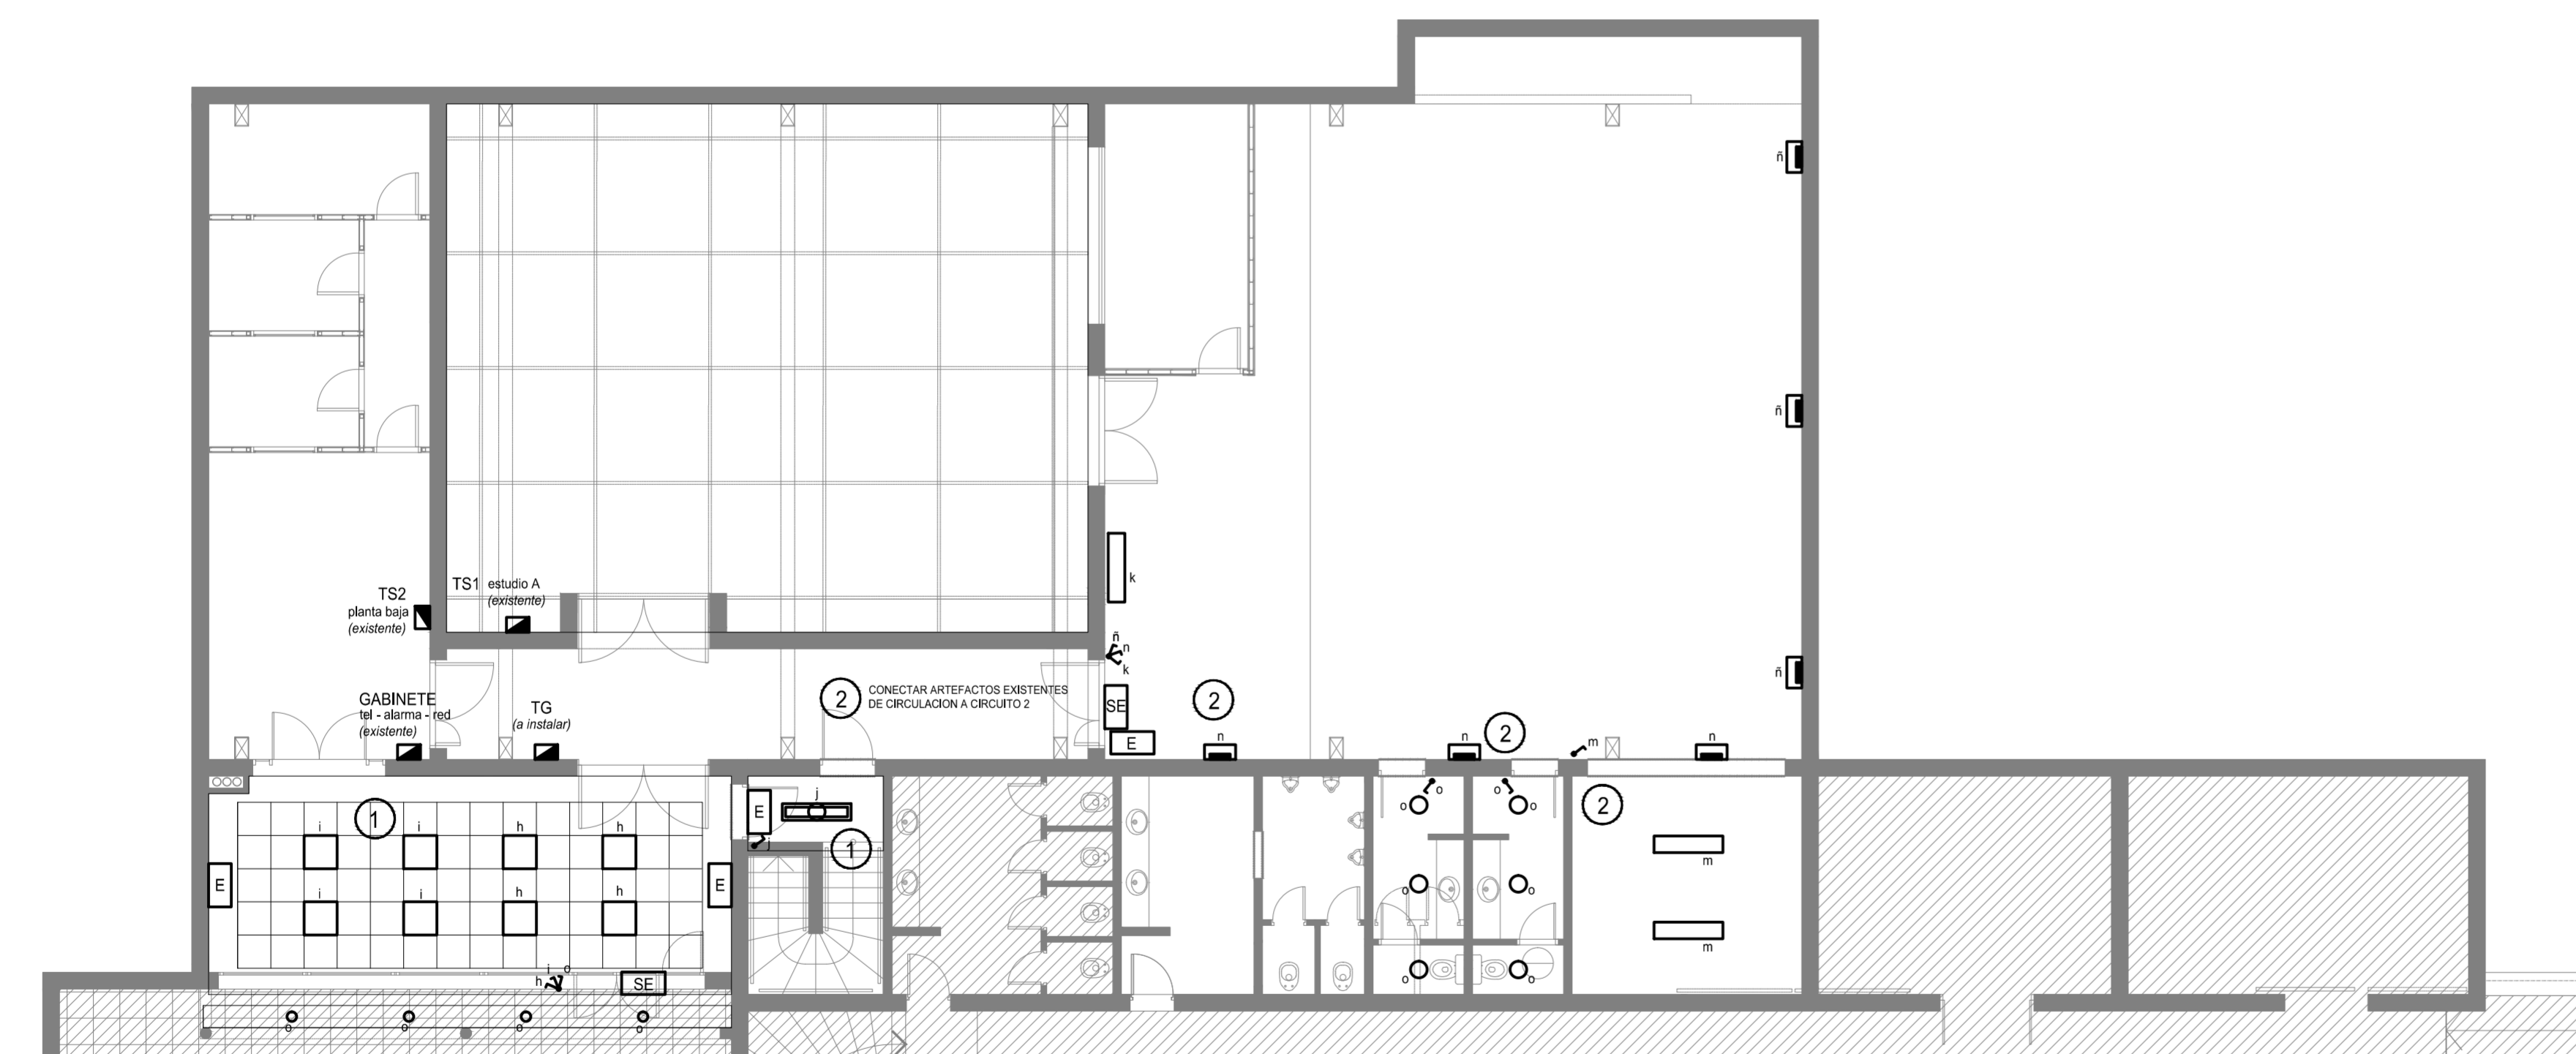 ñ
ñ
k
TS2
planta baja
(existente)
TS1 estudio A
(existente)
ñ
n
k
ñ
GABINETE
tel - alarma - red
(existente)
TG
(a instalar)
2
CONECTAR ARTEFACTOS EXISTENTES
DE CIRCULACION A CIRCUITO 2
SE
E
2
n
n
2
m
n
1
i
i
h
h
E
i
i
h
h
E
E
j
j
1
o
o
o
o
2
o
o
o
o
m
m
h
i
o
SE
o
o
o
o